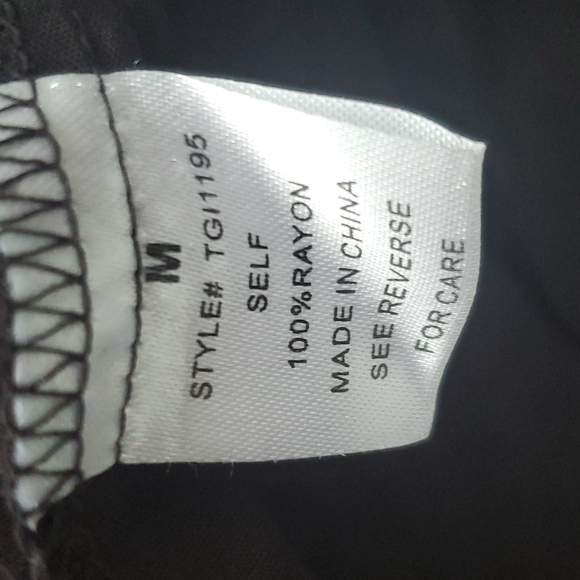 M
STYLE# TGI1195
SELF
100%RAYON
MADE IN CHINA
SEE REVERSE
FOR CARE